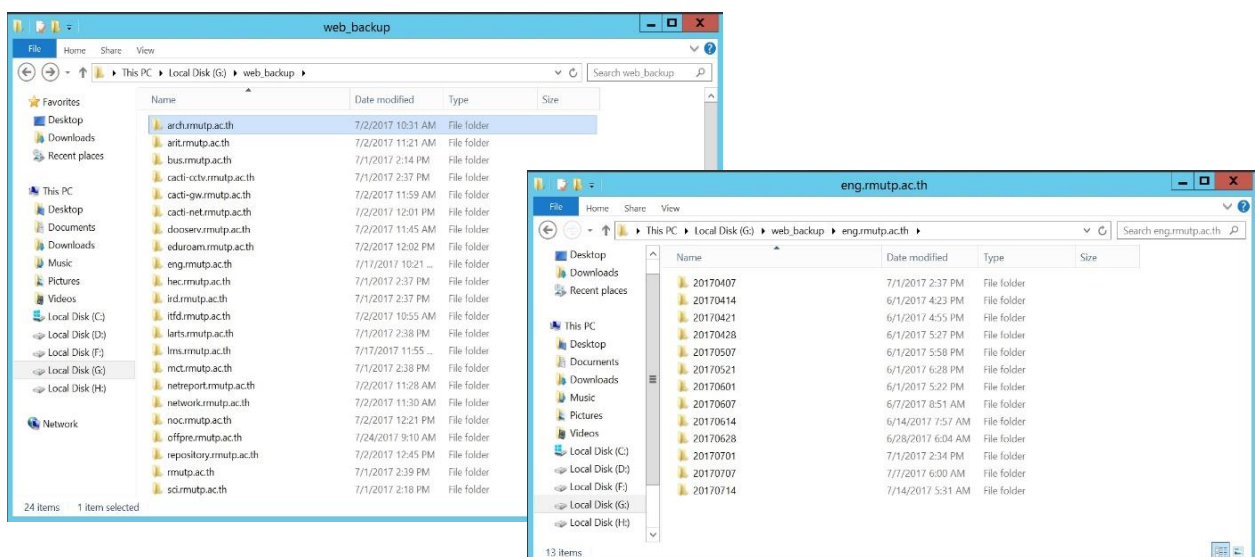 web_backup
File Home Share View
This PC Local Disk (G:) web_backup
Search web_backup
Favorites
Desktop
Downloads
Recent places
This PC
Desktop
Documents
Downloads
Music
Pictures
Videos
Local Disk (C:)
Local Disk (D:)
Local Disk (F:)
Local Disk (G:)
Local Disk (H:)
Network
Name Date modified Type Size
arch.rmutp.ac.th 7/2/2017 10:31 AM File folder
arit.rmutp.ac.th 7/2/2017 11:21 AM File folder
bus.rmutp.ac.th 7/1/2017 2:14 PM File folder
cacti-cctv.rmutp.ac.th 7/1/2017 2:37 PM File folder
cacti-gw.rmutp.ac.th 7/2/2017 11:59 AM File folder
cacti-net.rmutp.ac.th 7/2/2017 12:01 PM File folder
dooserv.rmutp.ac.th 7/2/2017 11:45 AM File folder
eduroam.rmutp.ac.th 7/2/2017 12:02 PM File folder
eng.rmutp.ac.th 7/17/2017 10:21 ... File folder
hec.rmutp.ac.th 7/1/2017 2:37 PM File folder
ird.rmutp.ac.th 7/1/2017 2:37 PM File folder
itfd.rmutp.ac.th 7/2/2017 10:55 AM File folder
larts.rmutp.ac.th 7/1/2017 2:38 PM File folder
lms.rmutp.ac.th 7/17/2017 11:55 ... File folder
mct.rmutp.ac.th 7/1/2017 2:38 PM File folder
netreport.rmutp.ac.th 7/2/2017 11:28 AM File folder
network.rmutp.ac.th 7/2/2017 11:30 AM File folder
noc.rmutp.ac.th 7/2/2017 12:21 PM File folder
offpre.rmutp.ac.th 7/24/2017 9:10 AM File folder
repository.rmutp.ac.th 7/2/2017 12:45 PM File folder
rmutp.ac.th 7/1/2017 2:39 PM File folder
sci.rmutp.ac.th 7/1/2017 2:18 PM File folder
24 items 1 item selected
eng.rmutp.ac.th
File Home Share View
This PC Local Disk (G:) web_backup eng.rmutp.ac.th
Search eng.rmutp.ac.th
Desktop
Downloads
Recent places
This PC
Desktop
Documents
Downloads
Music
Pictures
Videos
Local Disk (C:)
Local Disk (D:)
Local Disk (F:)
Local Disk (G:)
Local Disk (H:)
Name Date modified Type Size
20170407 7/1/2017 2:37 PM File folder
20170414 6/1/2017 4:23 PM File folder
20170421 6/1/2017 4:55 PM File folder
20170428 6/1/2017 5:27 PM File folder
20170507 6/1/2017 5:58 PM File folder
20170521 6/1/2017 6:28 PM File folder
20170601 6/1/2017 5:22 PM File folder
20170607 6/7/2017 8:51 AM File folder
20170614 6/14/2017 7:57 AM File folder
20170628 6/28/2017 6:04 AM File folder
20170701 7/1/2017 2:34 PM File folder
20170707 7/7/2017 6:00 AM File folder
20170714 7/14/2017 5:31 AM File folder
13 items